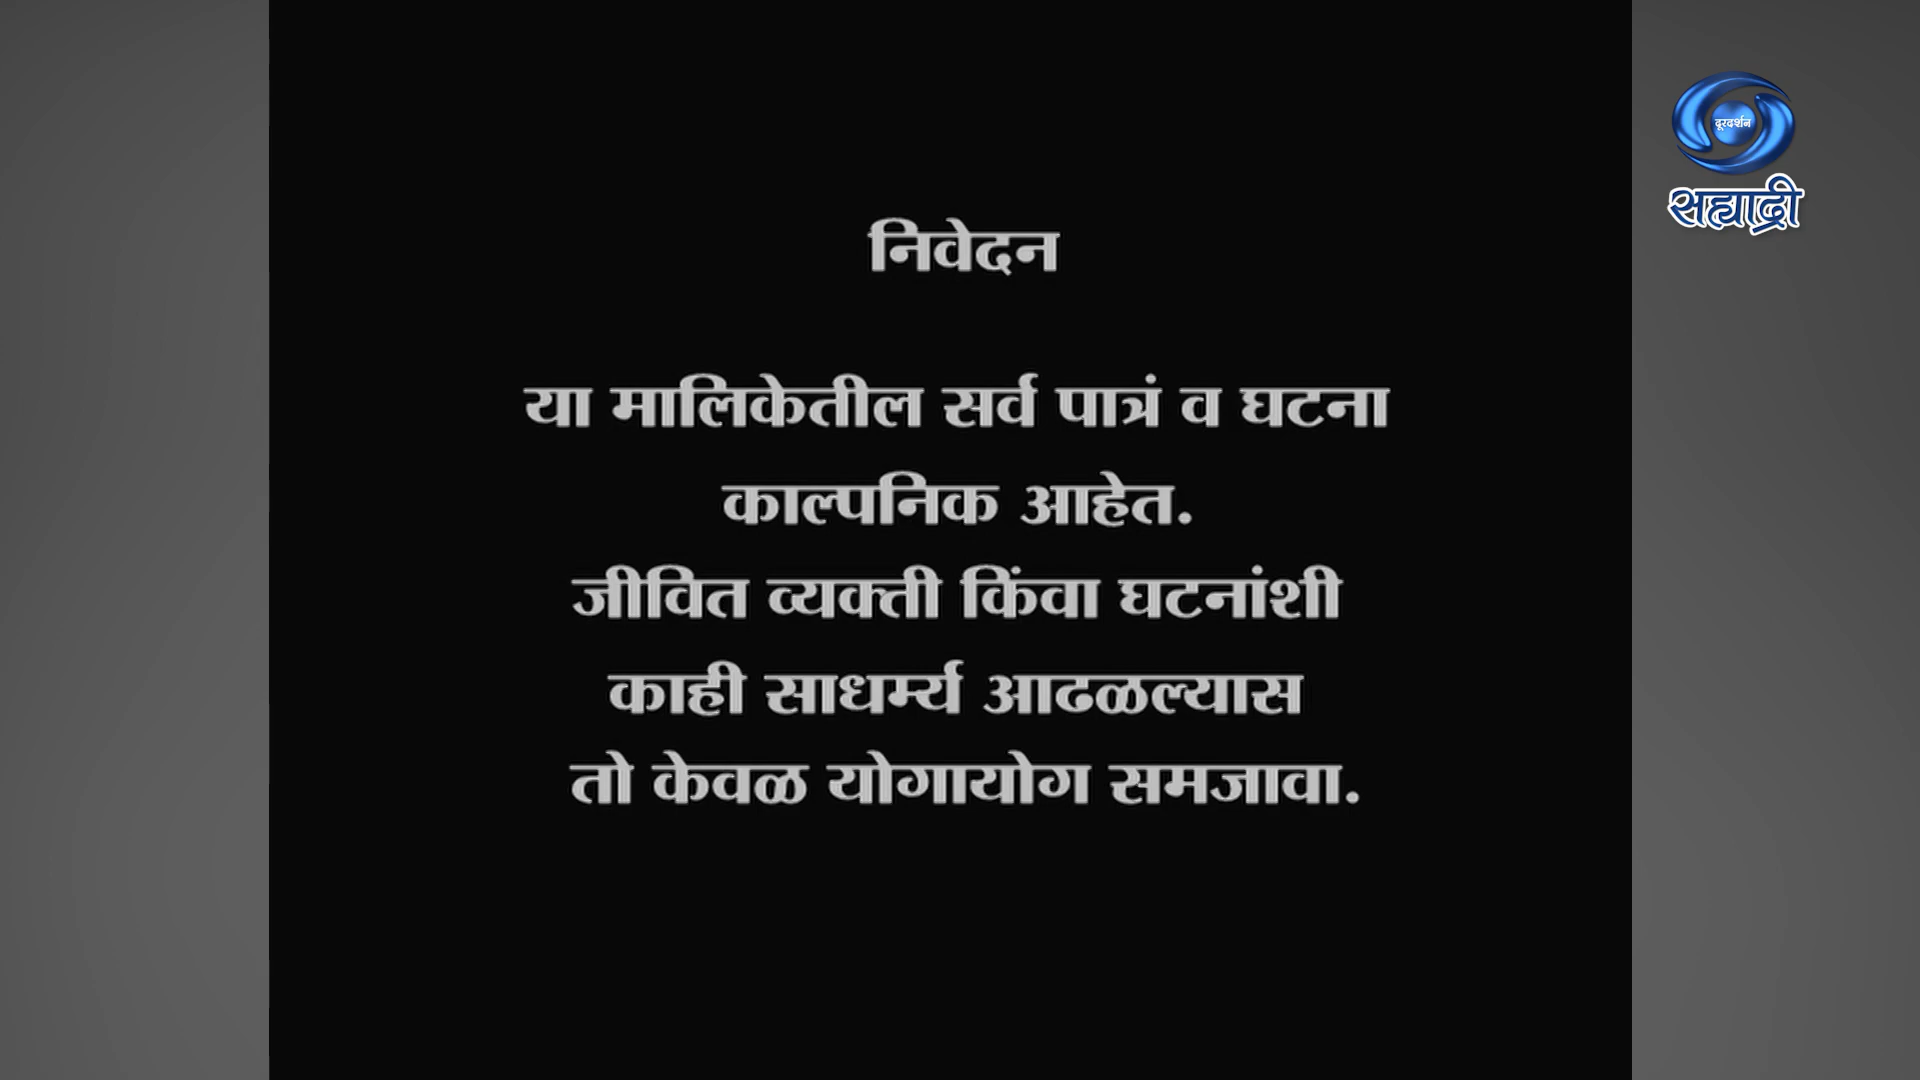 दूरदर्शन
सह्याद्री
निवेदन
या मालिकेतील सर्व पात्रं व घटना
काल्पनिक आहेत.
जीवित व्यक्ती किंवा घटनांशी
काही साधर्म्य आढळल्यास
तो केवळ योगायोग समजावा.